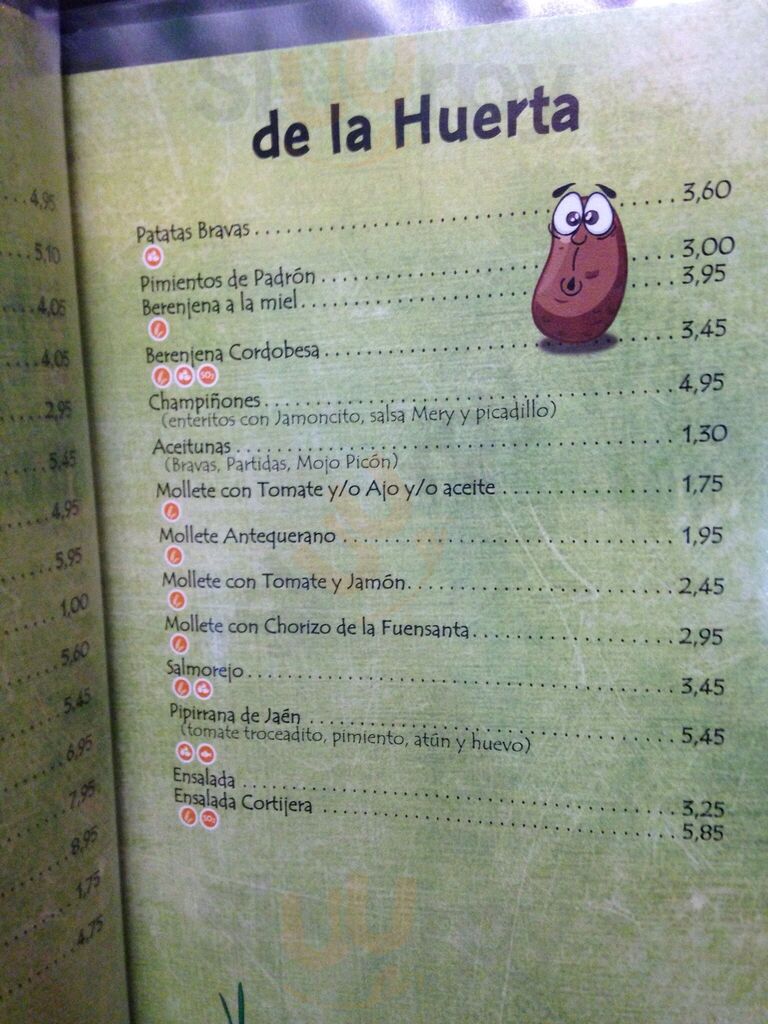 de la Huerta
Patatas Bravas 3,60
Pimientos de Padrón 3,00
Berenjena a la miel 3,95
Berenjena Cordobesa 3,45
SO2
Champiñones 4,95
(enteritos con Jamoncito, salsa Mery y picadillo)
Aceitunas 1,30
(Bravas, Partidas, Mojo Picón)
Mollete con Tomate y/o Ajo y/o aceite 1,75
Mollete Antequerano 1,95
Mollete con Tomate y Jamón 2,45
Mollete con Chorizo de la Fuensanta 2,95
Salmorejo 3,45
Pipirrana de Jaén 5,45
(tomate troceadito, pimiento, atún y huevo)
Ensalada 3,25
Ensalada Cortijera 5,85
SO2
4,95
5,10
4,05
4,05
2,95
5,45
4,95
5,95
1,00
5,60
5,45
6,95
7,95
8,95
1,75
4,75